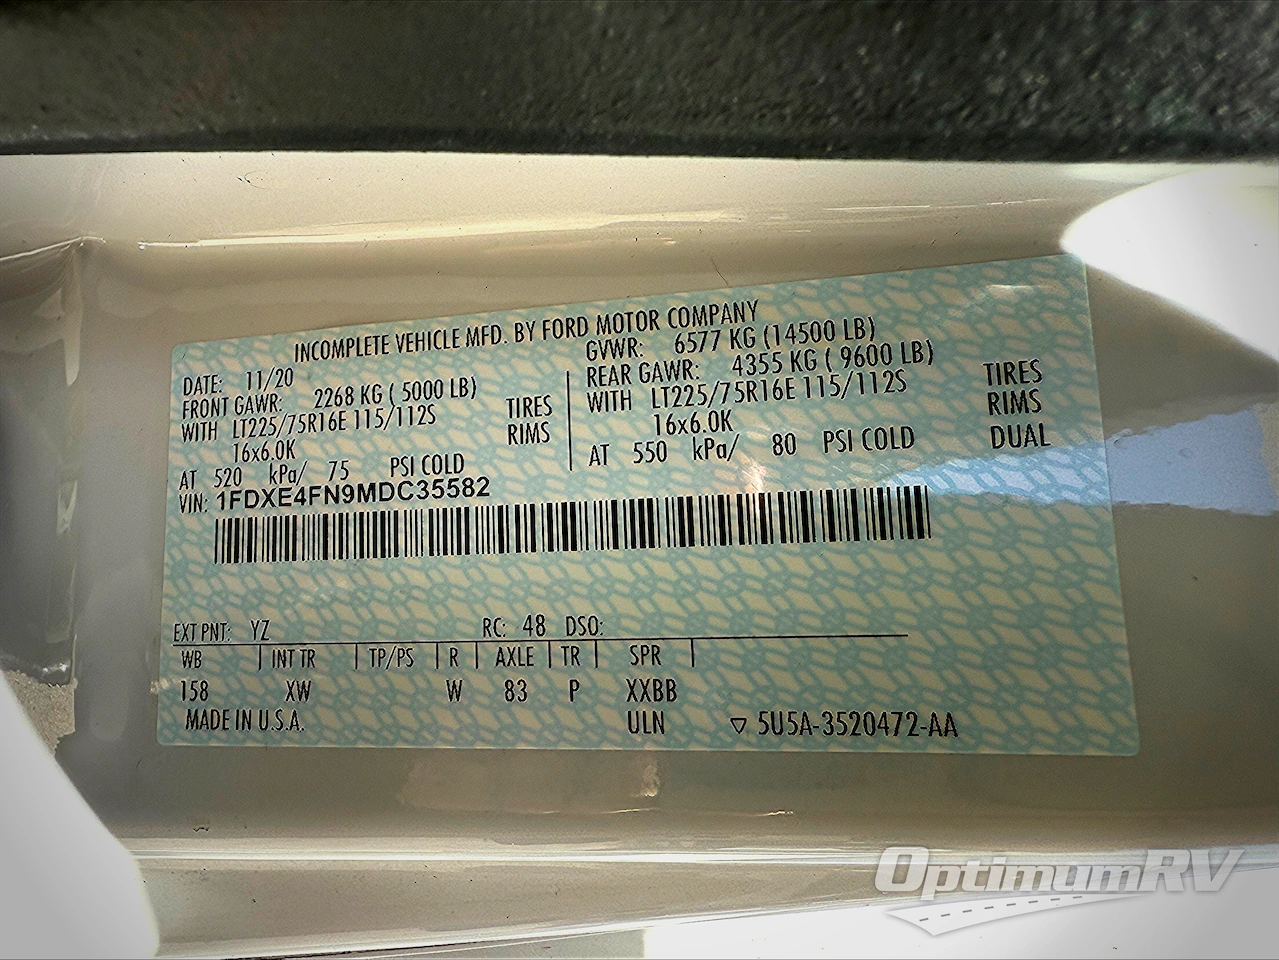 INCOMPLETE VEHICLE MFD. BY FORD MOTOR COMPANY
DATE: 11/20
GVWR: 6577 KG (14500 LB)
FRONT GAWR: 2268 KG ( 5000 LB)
REAR GAWR: 4355 KG ( 9600 LB)
WITH LT225/75R16E 115/112S TIRES
WITH LT225/75R16E 115/112S TIRES
16x6.0K RIMS
16x6.0K RIMS
AT 520 kPa/ 75 PSI COLD
AT 550 kPa/ 80 PSI COLD DUAL
VIN: 1FDXE4FN9MDC35582
EXT PNT: YZ RC: 48 DSO:
WB | INT TR | TP/PS | R | AXLE | TR | SPR |
158 XW W 83 P XXBB
MADE IN U.S.A. ULN ▽ 5U5A-3520472-AA
OptimumRV